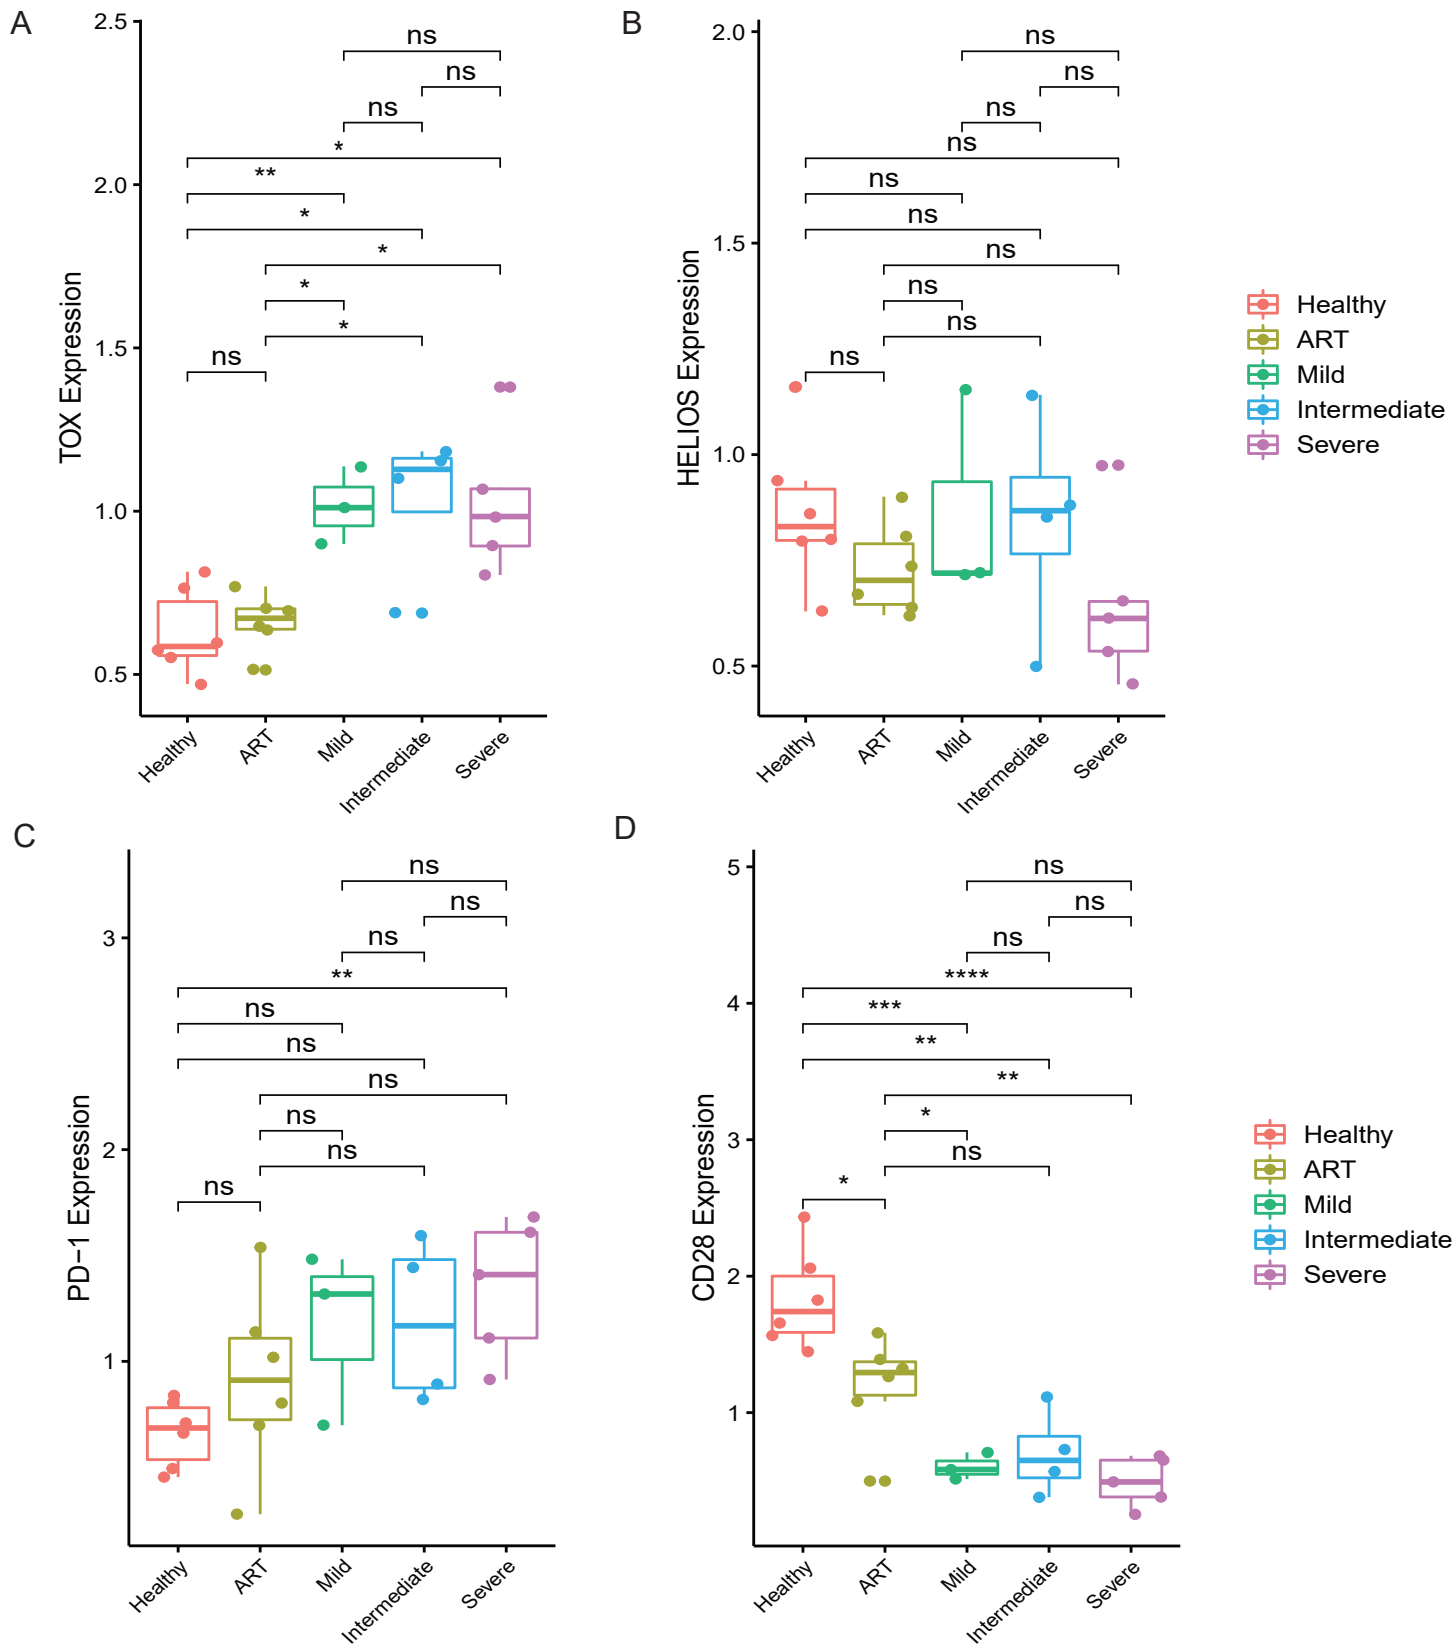 A
TOX Expression
2.5
2.0
1.5
1.0
0.5
ns
ns
ns
*
**
*
*
*
*
ns
Healthy
ART
Mild
Intermediate
Severe
B
HELIOS Expression
2.0
1.5
1.0
0.5
ns
ns
ns
ns
ns
ns
ns
ns
ns
ns
Healthy
ART
Mild
Intermediate
Severe
Healthy
ART
Mild
Intermediate
Severe
C
PD−1 Expression
3
2
1
ns
ns
ns
**
ns
ns
ns
ns
ns
ns
Healthy
ART
Mild
Intermediate
Severe
D
CD28 Expression
5
4
3
2
1
ns
ns
ns
****
***
**
**
*
ns
*
Healthy
ART
Mild
Intermediate
Severe
Healthy
ART
Mild
Intermediate
Severe